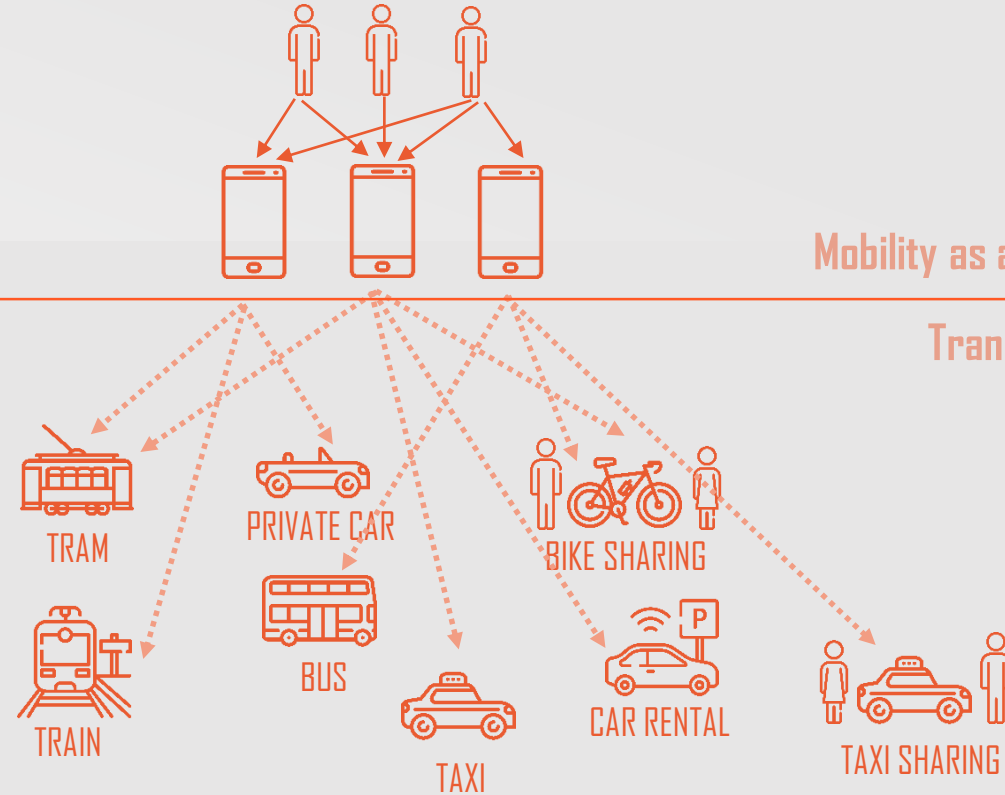 Mobility as a
Tran
TRAM
PRIVATE CAR
BIKE SHARING
P
BUS
TRAIN
CAR RENTAL
TAXI
TAXI SHARING